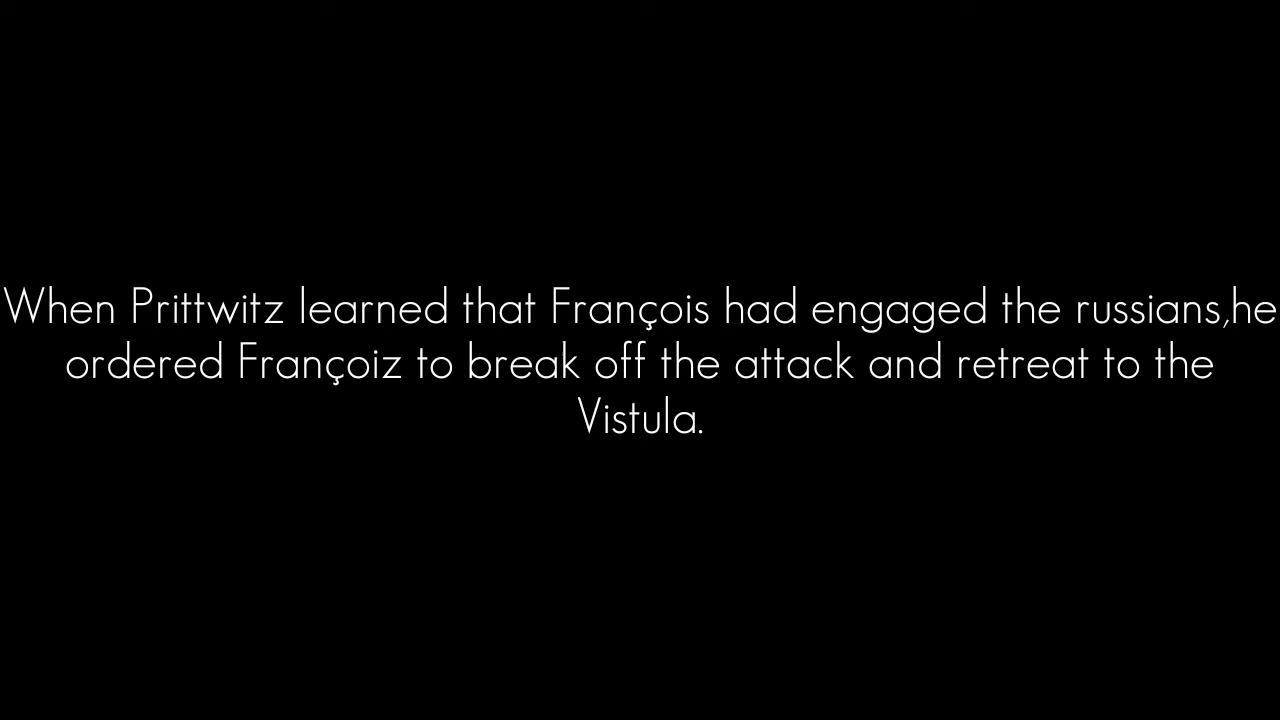 When Prittwitz learned that François had engaged the russians,he
ordered Françoiz to break off the attack and retreat to the
Vistula.